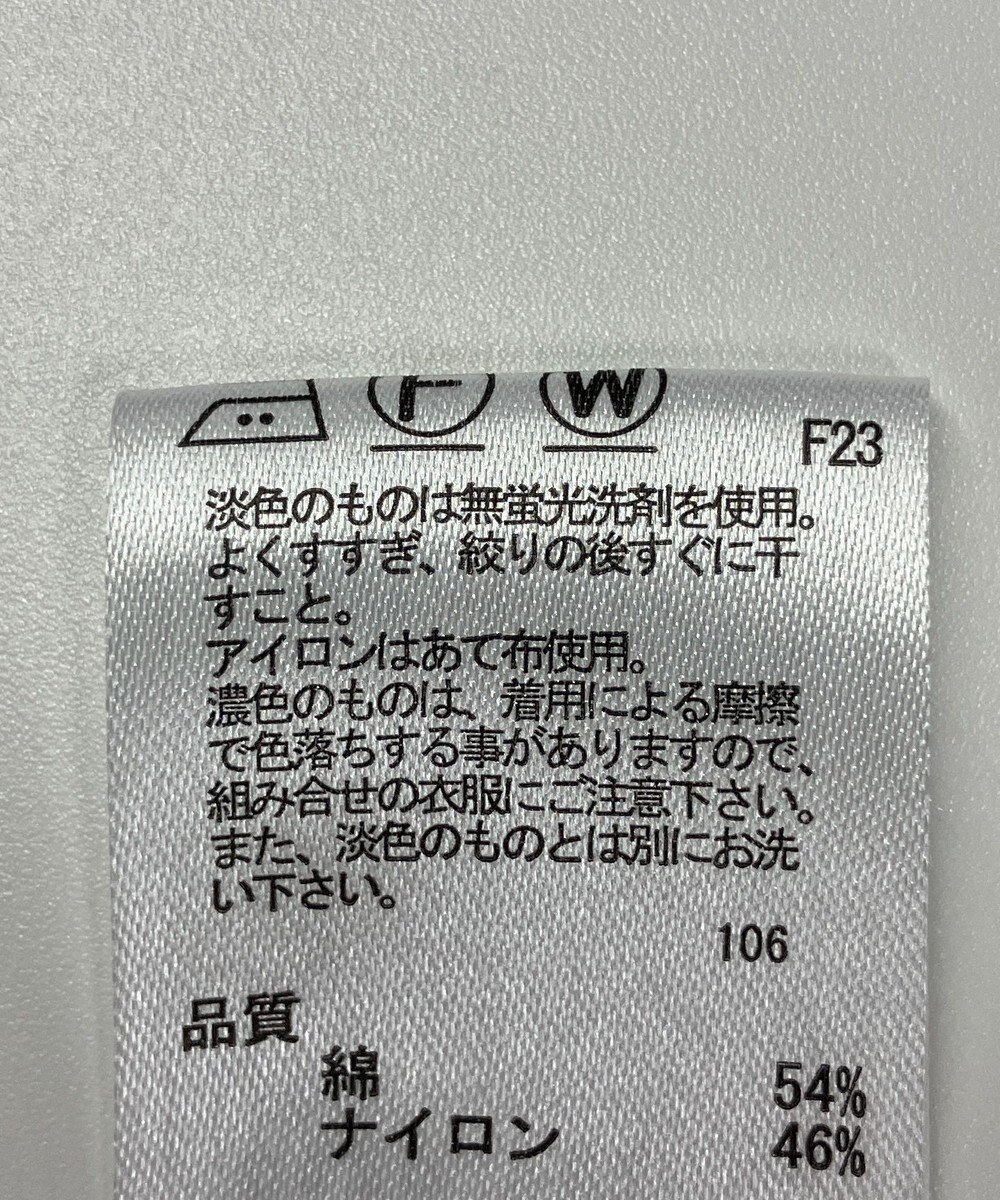 F W
F23
淡色のものは無蛍光洗剤を使用。
よくすすぎ、絞りの後すぐに干
すこと。
アイロンはあて布使用。
濃色のものは、着用による摩擦
で色落ちする事がありますので、
組み合せの衣服にご注意下さい。
また、淡色のものとは別にお洗
い下さい。
106
品質
綿 54%
ナイロン 46%